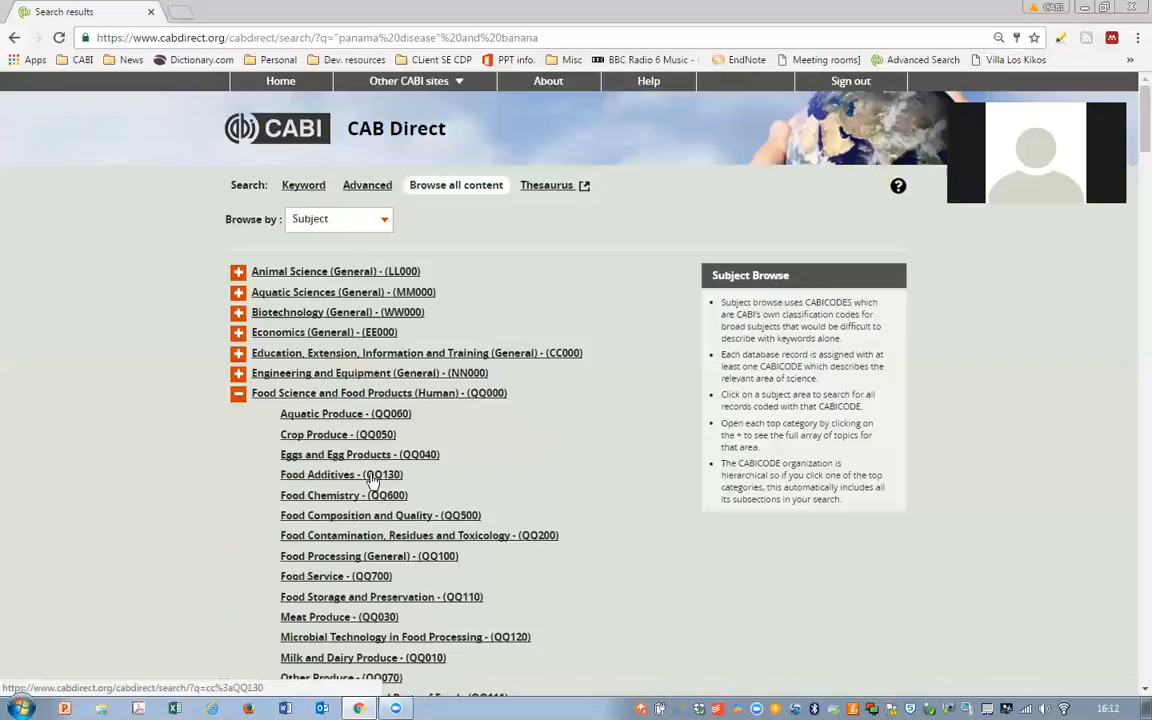 Search results
CABI
https://www.cabdirect.org/cabdirect/search/?q="panama%20disease"%20and%20banana
Apps CABI News Dictionary.com Personal Dev. resources CLient SE CDP PPT info. Misc BBC Radio 6 Music - EndNote Meeting rooms] Advanced Search Villa Los Kikos »
Home Other CABI sites About Help Sign out
CABI CAB Direct
Search: Keyword Advanced Browse all content Thesaurus ?
Browse by : Subject
Animal Science (General) - (LL000)
Aquatic Sciences (General) - (MM000)
Biotechnology (General) - (WW000)
Economics (General) - (EE000)
Education, Extension, Information and Training (General) - (CC000)
Engineering and Equipment (General) - (NN000)
Food Science and Food Products (Human) - (QQ000)
Aquatic Produce - (QQ060)
Crop Produce - (QQ050)
Eggs and Egg Products - (QQ040)
Food Additives - (QQ130)
Food Chemistry - (QQ600)
Food Composition and Quality - (QQ500)
Food Contamination, Residues and Toxicology - (QQ200)
Food Processing (General) - (QQ100)
Food Service - (QQ700)
Food Storage and Preservation - (QQ110)
Meat Produce - (QQ030)
Microbial Technology in Food Processing - (QQ120)
Milk and Dairy Produce - (QQ010)
Other Produce - (QQ070)
Subject Browse
Subject browse uses CABICODES which
are CABI's own classification codes for
broad subjects that would be difficult to
describe with keywords alone.
Each database record is assigned with at
least one CABICODE which describes the
relevant area of science.
Click on a subject area to search for all
records coded with that CABICODE.
Open each top category by clicking on
the + to see the full array of topics for
that area.
The CABICODE organization is
hierarchical so if you click one of the top
categories, this automatically includes all
its subsections in your search.
https://www.cabdirect.org/cabdirect/search/?q=cc%3aQQ130
16:12